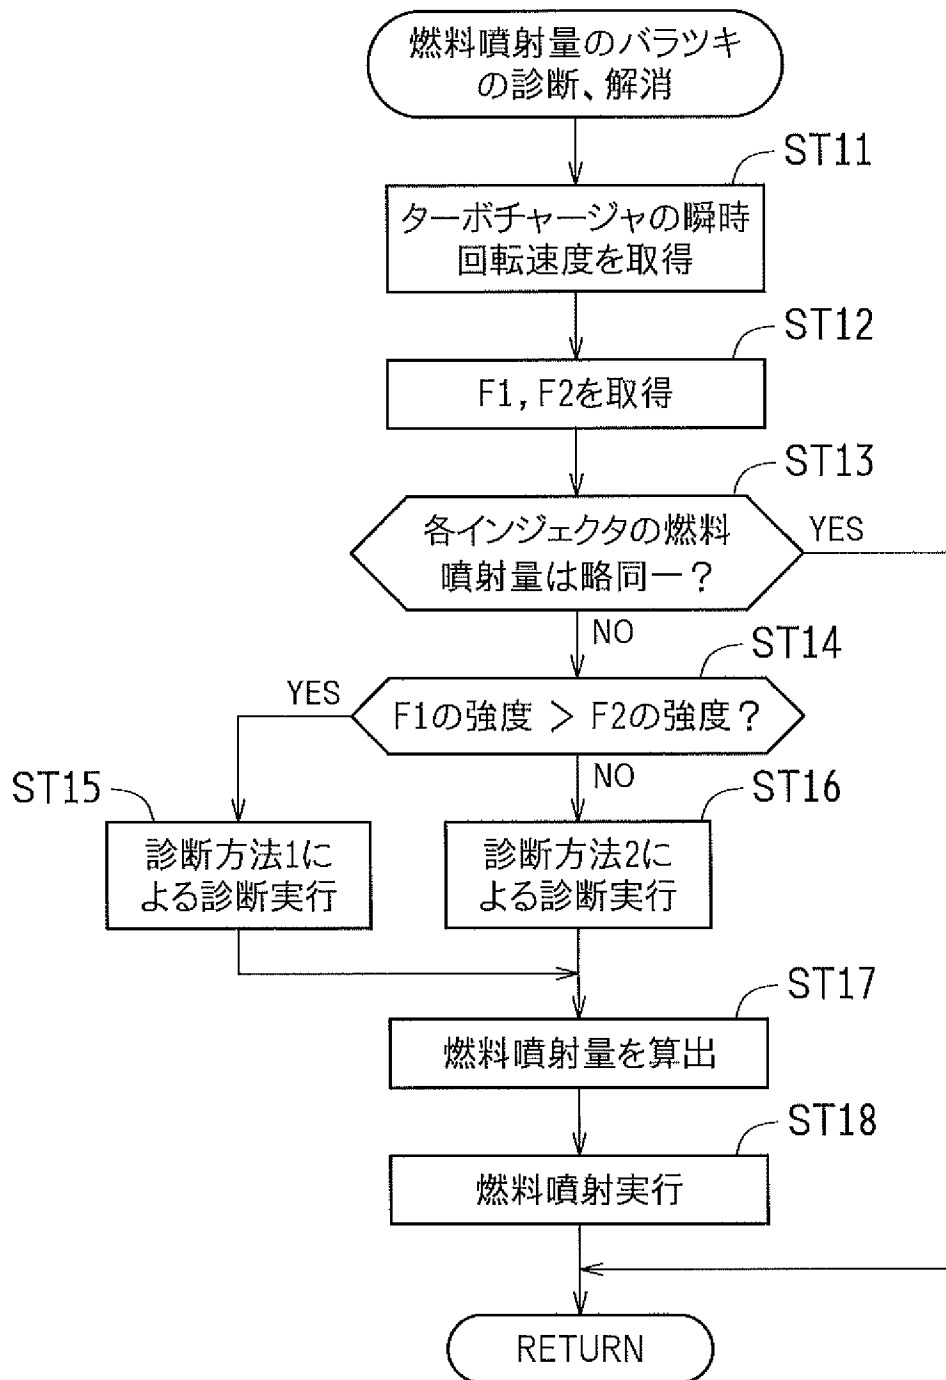 燃料噴射量のバラツキ
の診断、解消
ST11
ターボチャージャの瞬時
回転速度を取得
ST12
F1,F2を取得
ST13
各インジェクタの燃料
噴射量は略同一?
YES
NO
ST14
YES
F1の強度 > F2の強度?
NO
ST15
ST16
診断方法1に
よる診断実行
診断方法2に
よる診断実行
ST17
燃料噴射量を算出
ST18
燃料噴射実行
RETURN